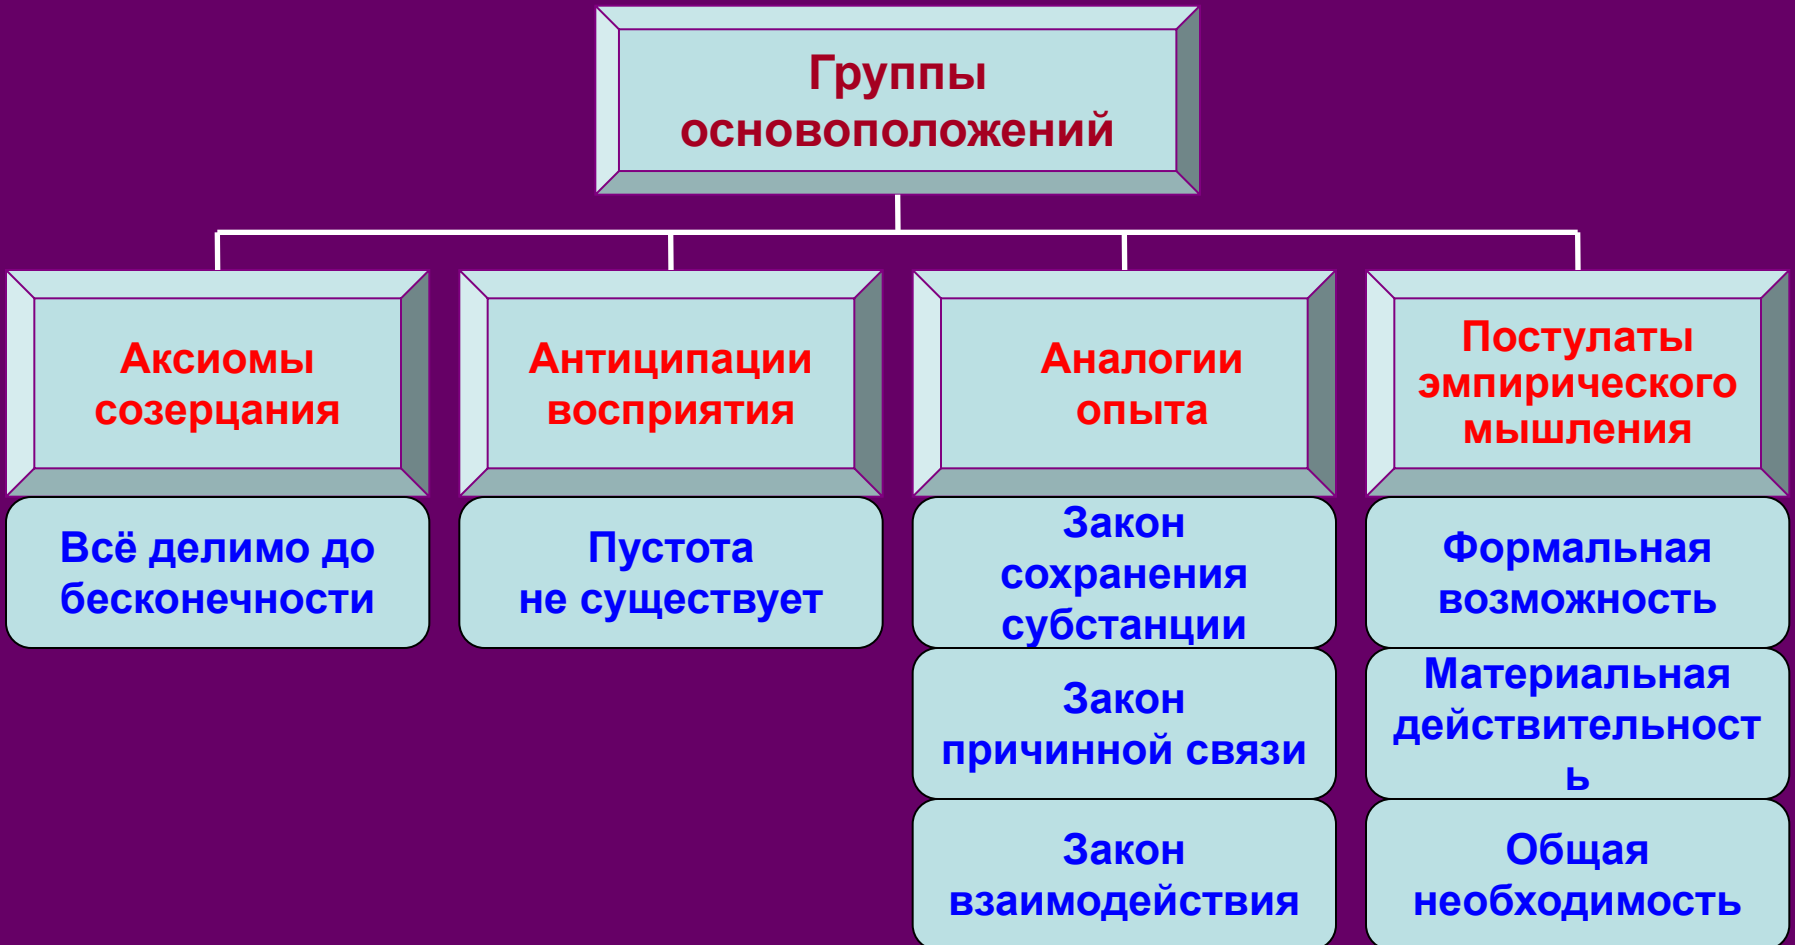 Группы
основоположений
Аксиомы
созерцания
Всё делимо до
бесконечности
Антиципации
восприятия
Пустота
не существует
Аналогии
опыта
Закон
сохранения
субстанции
Закон
причинной связи
Закон
взаимодействия
Постулаты
эмпирического
мышления
Формальная
возможность
Материальная
действительност
ь
Общая
необходимость